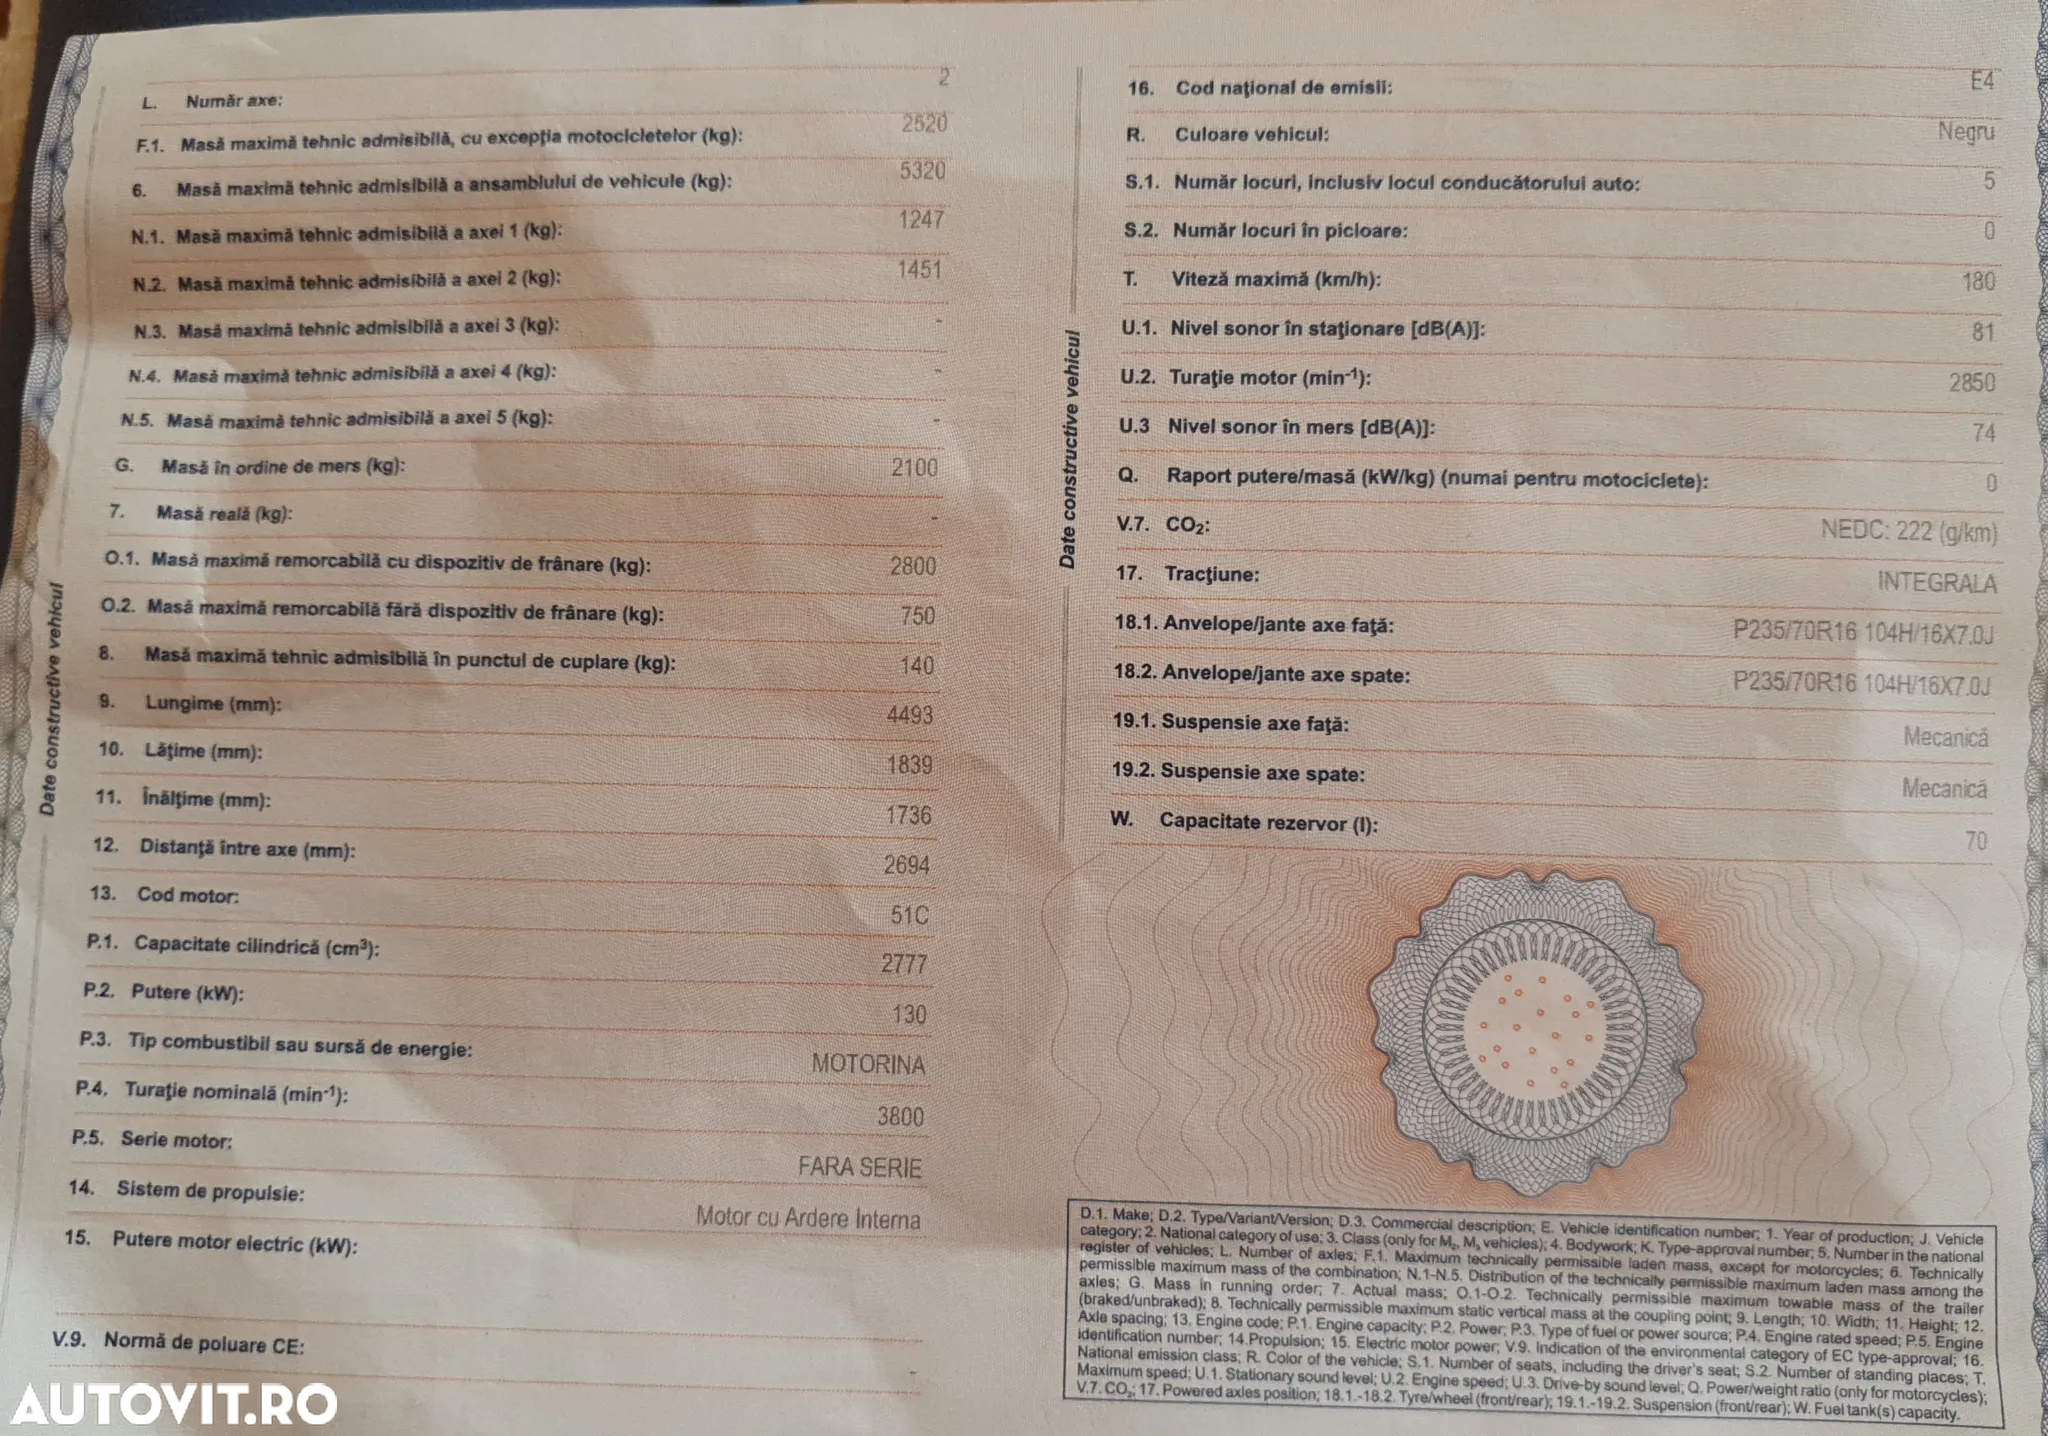 L. Număr axe: 2
F.1. Masă maximă tehnic admisibilă, cu excepţia motocicletelor (kg): 2520
6. Masă maximă tehnic admisibilă a ansamblului de vehicule (kg): 5320
N.1. Masă maximă tehnic admisibilă a axei 1 (kg): 1247
N.2. Masă maximă tehnic admisibilă a axei 2 (kg): 1451
N.3. Masă maximă tehnic admisibilă a axei 3 (kg): -
N.4. Masă maximă tehnic admisibilă a axei 4 (kg): -
N.5. Masă maximă tehnic admisibilă a axei 5 (kg): -
G. Masă în ordine de mers (kg): 2100
7. Masă reală (kg): -
O.1. Masă maximă remorcabilă cu dispozitiv de frânare (kg): 2800
O.2. Masă maximă remorcabilă fără dispozitiv de frânare (kg): 750
8. Masă maximă tehnic admisibilă în punctul de cuplare (kg): 140
9. Lungime (mm): 4493
10. Lăţime (mm): 1839
11. Înălţime (mm): 1736
12. Distanţă între axe (mm): 2694
13. Cod motor: 51C
P.1. Capacitate cilindrică (cm³): 2777
P.2. Putere (kW): 130
P.3. Tip combustibil sau sursă de energie: MOTORINA
P.4. Turaţie nominală (min-1): 3800
P.5. Serie motor: FARA SERIE
14. Sistem de propulsie: Motor cu Ardere Interna
15. Putere motor electric (kW):
V.9. Normă de poluare CE: -
Date constructive vehicul
16. Cod naţional de emisii: E4
R. Culoare vehicul: Negru
S.1. Număr locuri, inclusiv locul conducătorului auto: 5
S.2. Număr locuri în picioare: 0
T. Viteză maximă (km/h): 180
U.1. Nivel sonor în staţionare [dB(A)]: 81
U.2. Turaţie motor (min-1): 2850
U.3 Nivel sonor în mers [dB(A)]: 74
Q. Raport putere/masă (kW/kg) (numai pentru motociclete): 0
V.7. CO₂: NEDC: 222 (g/km)
17. Tracţiune: INTEGRALA
18.1. Anvelope/jante axe faţă: P235/70R16 104H/16X7.0J
18.2. Anvelope/jante axe spate: P235/70R16 104H/16X7.0J
19.1. Suspensie axe faţă: Mecanică
19.2. Suspensie axe spate: Mecanică
W. Capacitate rezervor (l): 70
Date constructive vehicul
D.1. Make; D.2. Type/Variant/Version; D.3. Commercial description; E. Vehicle identification number; 1. Year of production; J. Vehicle
category; 2. National category of use; 3. Class (only for M₂, M₃ vehicles); 4. Bodywork; K. Type-approval number; 5. Number in the national
register of vehicles; L. Number of axles; F.1. Maximum technically permissible laden mass, except for motorcycles; 6. Technically
permissible maximum mass of the combination; N.1-N.5. Distribution of the technically permissible maximum laden mass among the
axles; G. Mass in running order; 7. Actual mass; O.1-O.2. Technically permissible maximum towable mass of the trailer
(braked/unbraked); 8. Technically permissible maximum static vertical mass at the coupling point; 9. Length; 10. Width; 11. Height; 12.
Axle spacing; 13. Engine code; P.1. Engine capacity; P.2. Power; P.3. Type of fuel or power source; P.4. Engine rated speed; P.5. Engine
identification number; 14.Propulsion; 15. Electric motor power; V.9. Indication of the environmental category of EC type-approval; 16.
National emission class; R. Color of the vehicle; S.1. Number of seats, including the driver's seat; S.2. Number of standing places; T.
Maximum speed; U.1. Stationary sound level; U.2. Engine speed; U.3. Drive-by sound level; Q. Power/weight ratio (only for motorcycles);
V.7. CO₂; 17. Powered axles position; 18.1.-18.2. Tyre/wheel (front/rear); 19.1.-19.2. Suspension (front/rear); W. Fuel tank(s) capacity.
AUTOVIT.RO